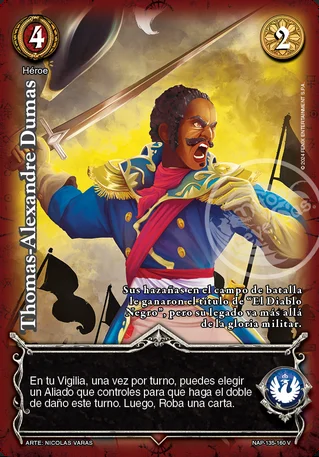 4
2
Héroe
Thomas-Alexandre Dumas
©2024 FENIX ENTERTAINMENT S.P.A.
Sus hazañas en el campo de batalla
le ganaron el título de "El Diablo
Negro", pero su legado va más allá
de la gloria militar.
En tu Vigilia, una vez por turno, puedes elegir
un Aliado que controles para que haga el doble
de daño este turno. Luego, Roba una carta.
ARTE: NICOLAS VARAS
NAP-135-160 V